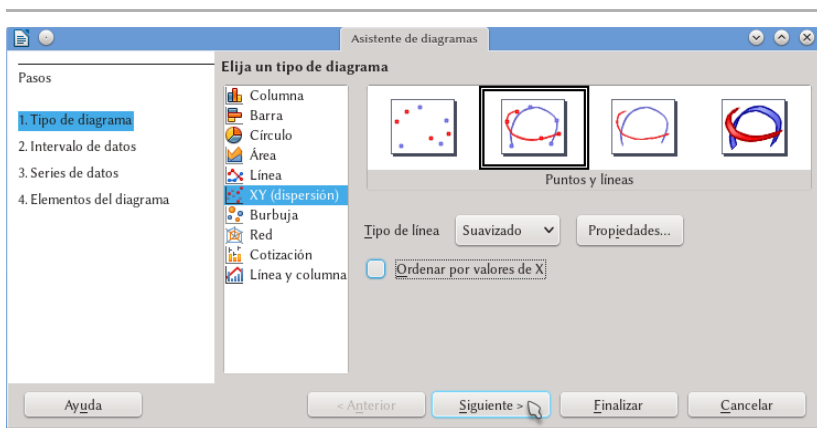 Asistente de diagramas
Pasos
1. Tipo de diagrama
2. Intervalo de datos
3. Series de datos
4. Elementos del diagrama
Elija un tipo de diagrama
Columna
Barra
Círculo
Área
Línea
XY (dispersión)
Burbuja
Red
Cotización
Línea y columna
Puntos y líneas
Tipo de línea Suavizado Propiedades...
Ordenar por valores de X
Ayuda < Anterior Siguiente > Finalizar Cancelar